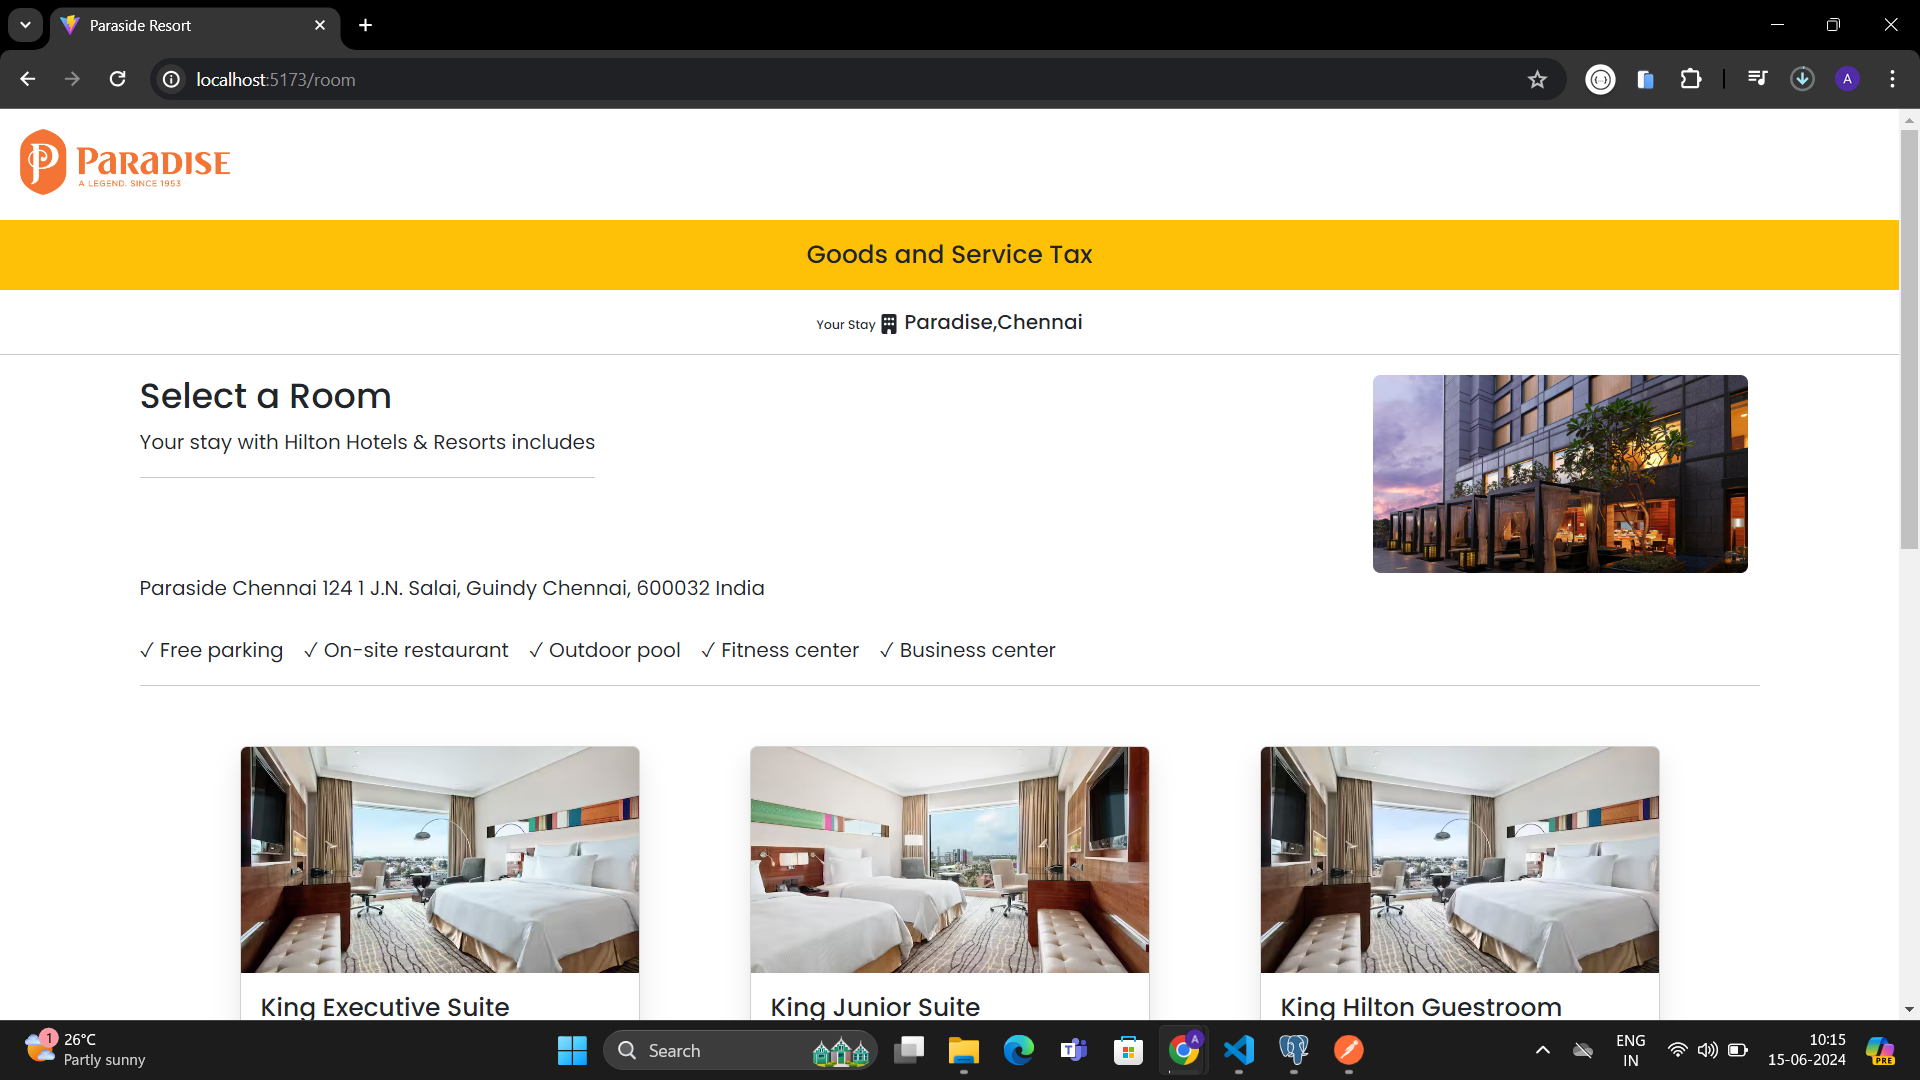 Paraside Resort
localhost:5173/room
A
P PARADISE
A LEGEND. SINCE 1953
Goods and Service Tax
Your Stay Paradise,Chennai
Select a Room
Your stay with Hilton Hotels & Resorts includes
Paraside Chennai 124 1 J.N. Salai, Guindy Chennai, 600032 India
✓ Free parking ✓ On-site restaurant ✓ Outdoor pool ✓ Fitness center ✓ Business center
King Executive Suite
King Junior Suite
King Hilton Guestroom
1
26°C
Partly sunny
Search
A
ENG
IN
10:15
15-06-2024
PRE